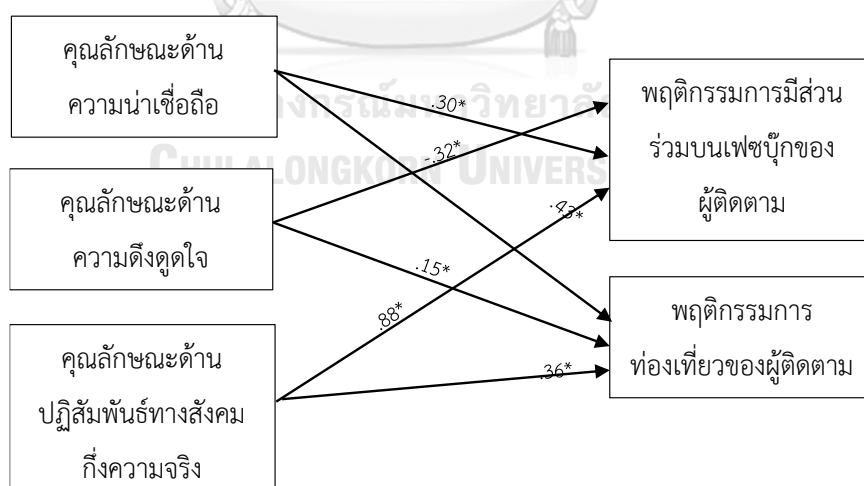 คุณลักษณะด้าน
ความน่าเชื่อถือ
คุณลักษณะด้าน
ความดึงดูดใจ
คุณลักษณะด้าน
ปฏิสัมพันธ์ทางสังคม
กึ่งความจริง
.30*
-.32*
.43*
.15*
.88*
.36*
พฤติกรรมการมีส่วน
ร่วมบนเฟซบุ๊กของ
ผู้ติดตาม
พฤติกรรมการ
ท่องเที่ยวของผู้ติดตาม
CHULALONGKORN UNIVERS